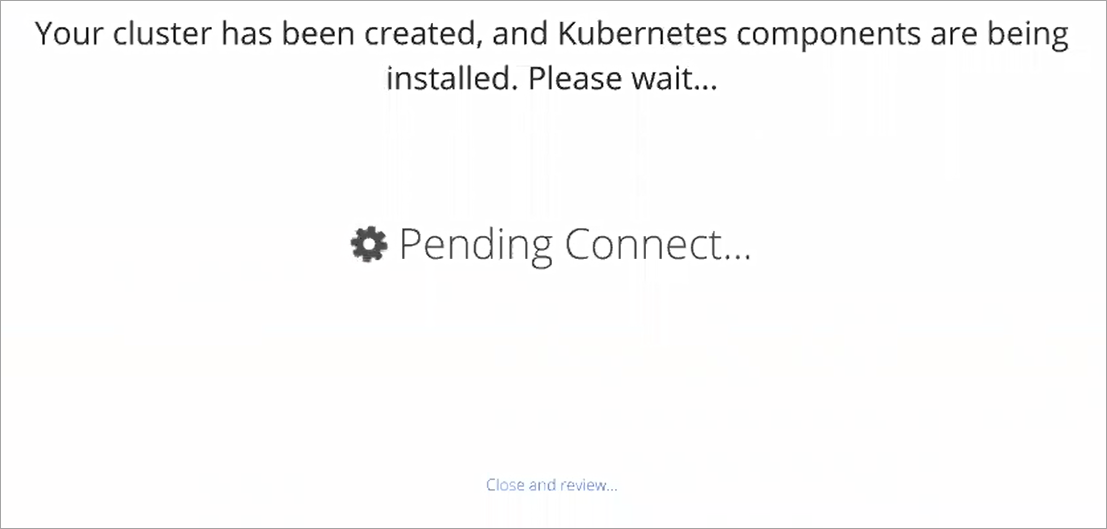 Your cluster has been created, and Kubernetes components are being
installed. Please wait...
Pending Connect...
Close and review...